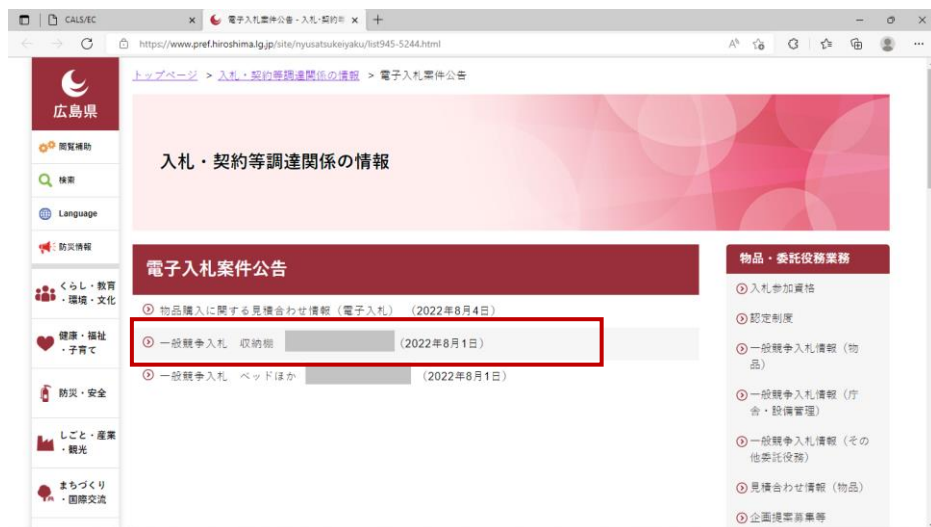 CALS/EC
電子入札案件公告 - 入札・契約等
https://www.pref.hiroshima.lg.jp/site/nyusatsukeiyaku/list945-5244.html
トップページ > 入札・契約等調達関係の情報 > 電子入札案件公告
広島県
閲覧補助
検索
Language
防災情報
くらし・教育
・環境・文化
健康・福祉
・子育て
防災・安全
しごと・産業
・観光
まちづくり
・国際交流
入札・契約等調達関係の情報
電子入札案件公告
物品購入に関する見積合わせ情報（電子入札） （2022年8月4日）
一般競争入札 収納棚 （2022年8月1日）
一般競争入札 ベッドほか （2022年8月1日）
物品・委託役務業務
入札参加資格
認定制度
一般競争入札情報（物
品）
一般競争入札情報（庁
舎・設備管理）
一般競争入札情報（その
他委託役務）
見積合わせ情報（物品）
企画提案募集等